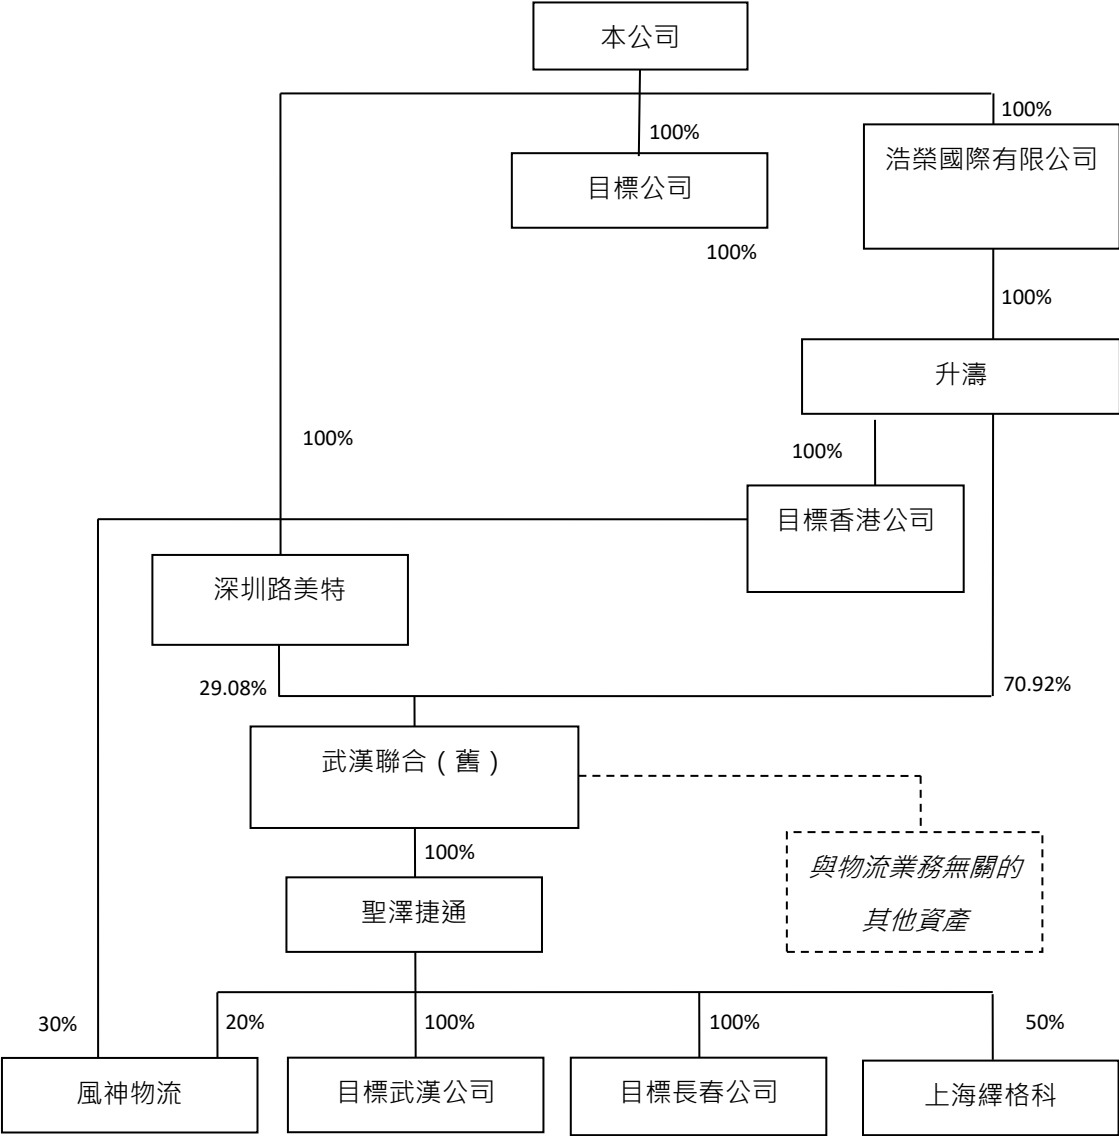 本公司
100%
100%
浩榮國際有限公司
目標公司
100%
100%
升濤
100%
100%
目標香港公司
深圳路美特
29.08%
70.92%
武漢聯合（舊）
100%
與物流業務無關的
其他資產
聖澤捷通
30%
20%
100%
100%
50%
風神物流
目標武漢公司
目標長春公司
上海繹格科